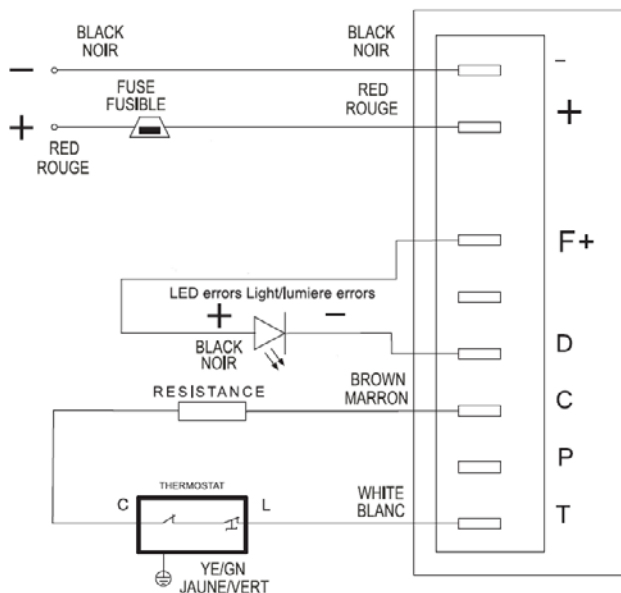 BLACK
NOIR
BLACK
NOIR
−
-
FUSE
FUSIBLE
RED
ROUGE
+
+
RED
ROUGE
F+
LED errors Light/lumiere errors
+
−
BLACK
NOIR
D
BROWN
MARRON
RESISTANCE
C
P
THERMOSTAT
C
L
WHITE
BLANC
T
YE/GN
JAUNE/VERT